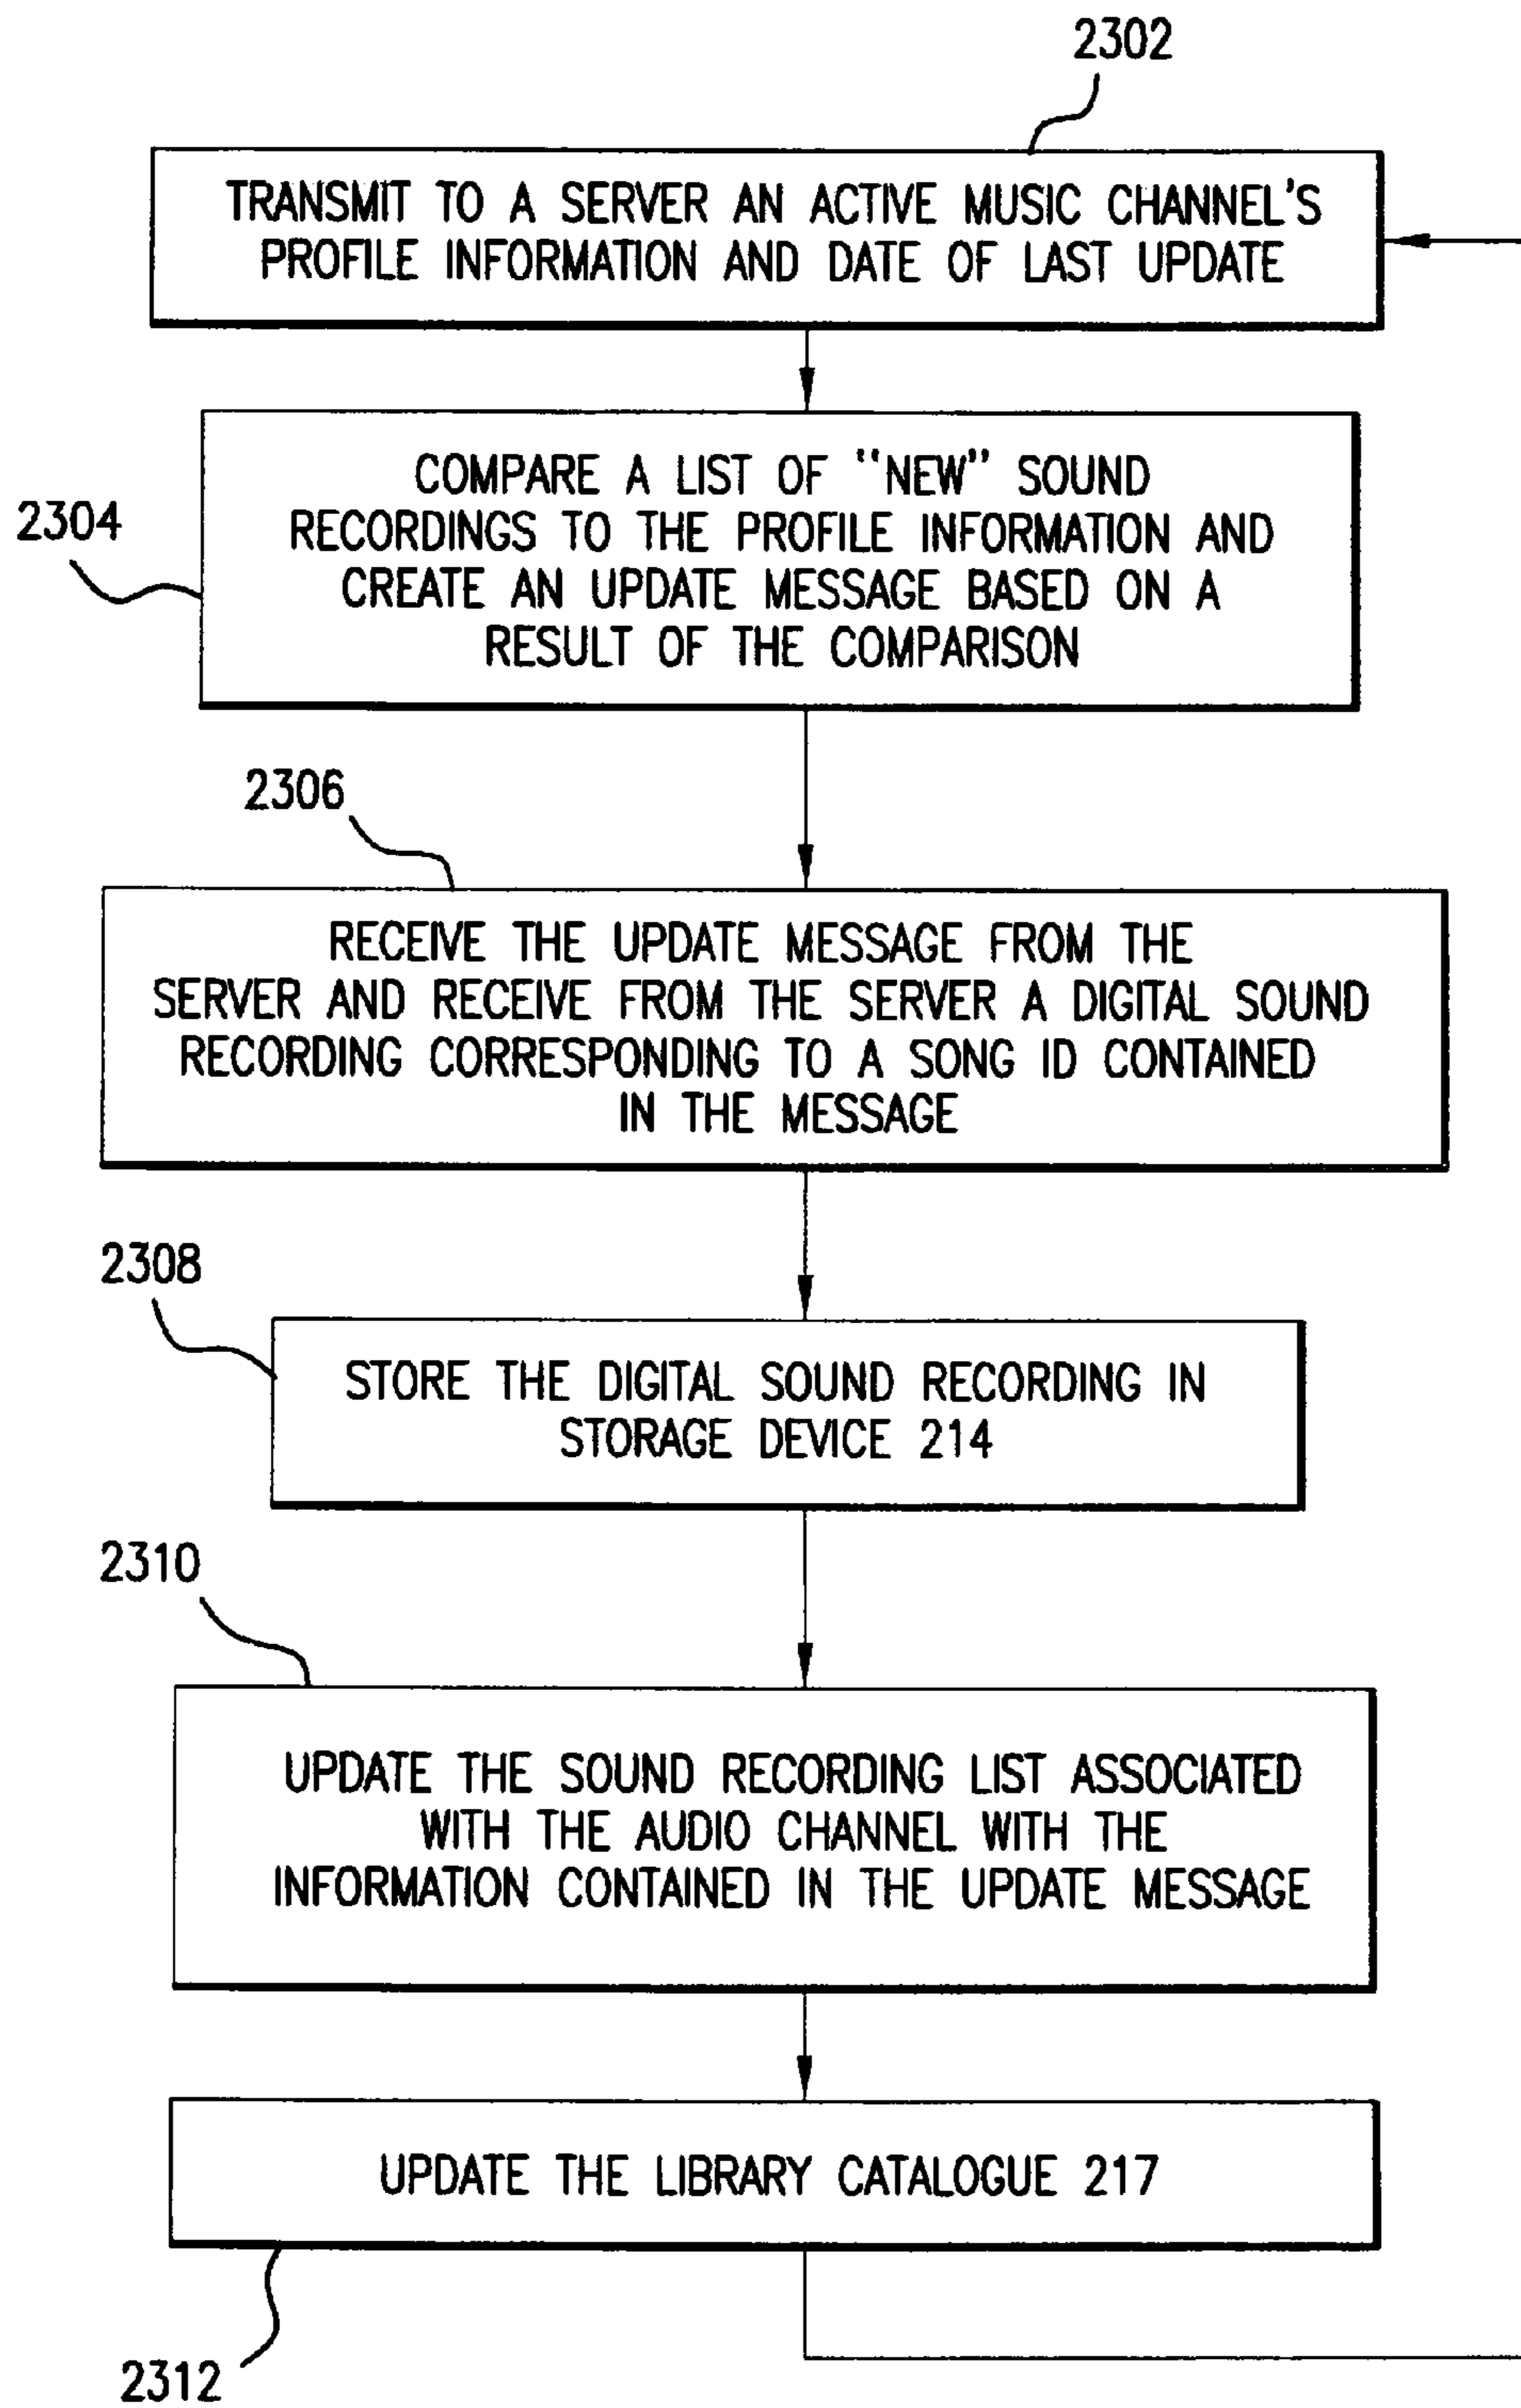 2302
TRANSMIT TO A SERVER AN ACTIVE MUSIC CHANNEL'S
PROFILE INFORMATION AND DATE OF LAST UPDATE
2304
COMPARE A LIST OF "NEW" SOUND
RECORDINGS TO THE PROFILE INFORMATION AND
CREATE AN UPDATE MESSAGE BASED ON A
RESULT OF THE COMPARISON
2306
RECEIVE THE UPDATE MESSAGE FROM THE
SERVER AND RECEIVE FROM THE SERVER A DIGITAL SOUND
RECORDING CORRESPONDING TO A SONG ID CONTAINED
IN THE MESSAGE
2308
STORE THE DIGITAL SOUND RECORDING IN
STORAGE DEVICE 214
2310
UPDATE THE SOUND RECORDING LIST ASSOCIATED
WITH THE AUDIO CHANNEL WITH THE
INFORMATION CONTAINED IN THE UPDATE MESSAGE
UPDATE THE LIBRARY CATALOGUE 217
2312